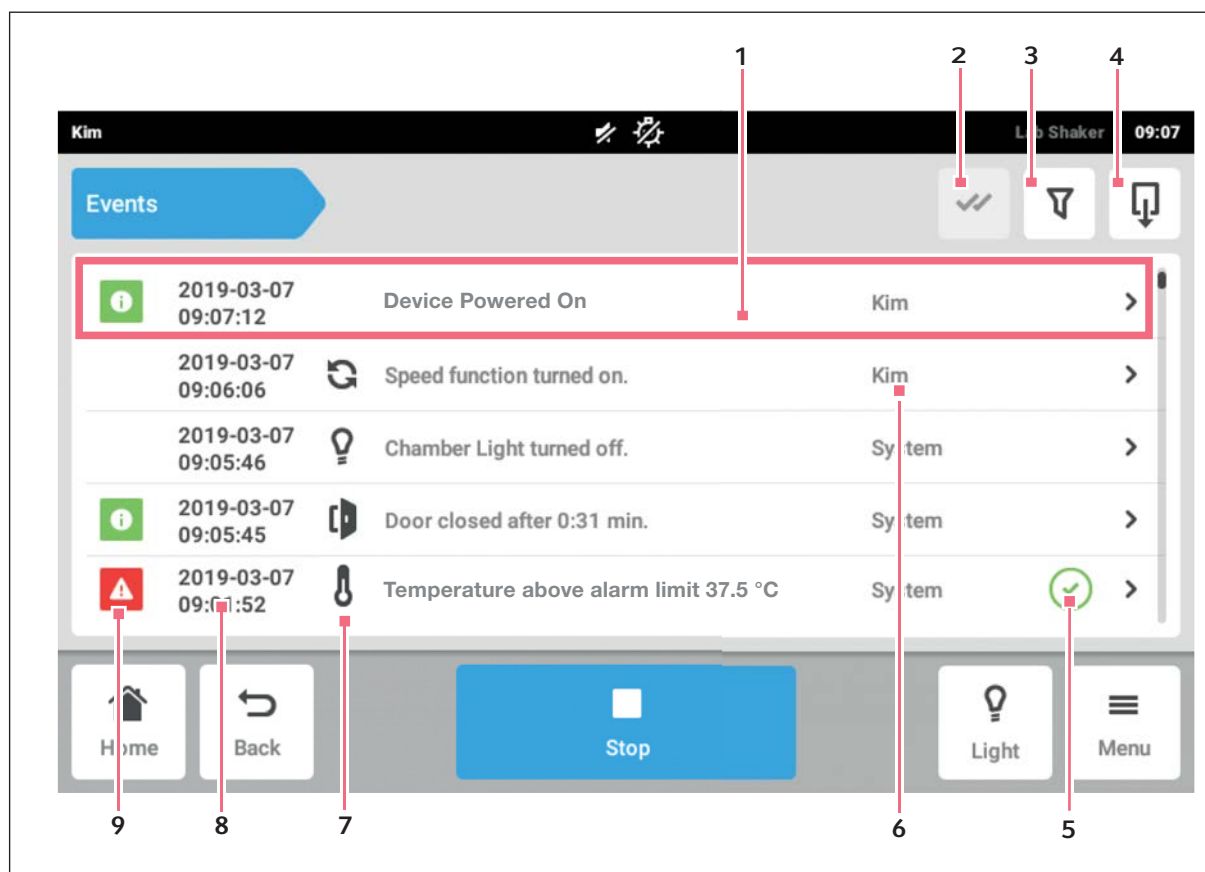 1 2 3 4
Kim Lab Shaker 09:07
Events
2019-03-07
09:07:12
Device Powered On Kim
2019-03-07
09:06:06
Speed function turned on. Kim
2019-03-07
09:05:46
Chamber Light turned off. System
2019-03-07
09:05:45
Door closed after 0:31 min. System
2019-03-07
Temperature above alarm limit 37.5 °C System
Home Back Stop Light Menu
9 8 7 6 5